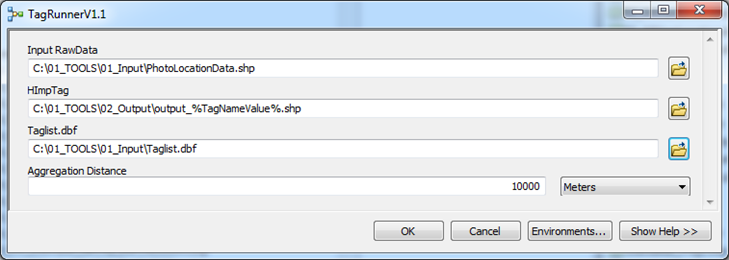 TagRunnerV1.1
Input RawData
C:\01_TOOLS\01_Input\PhotoLocationData.shp
HImpTag
C:\01_TOOLS\02_Output\output_%TagNameValue%.shp
Taglist.dbf
C:\01_TOOLS\01_Input\Taglist.dbf
Aggregation Distance
10000 Meters
OK Cancel Environments... Show Help >>